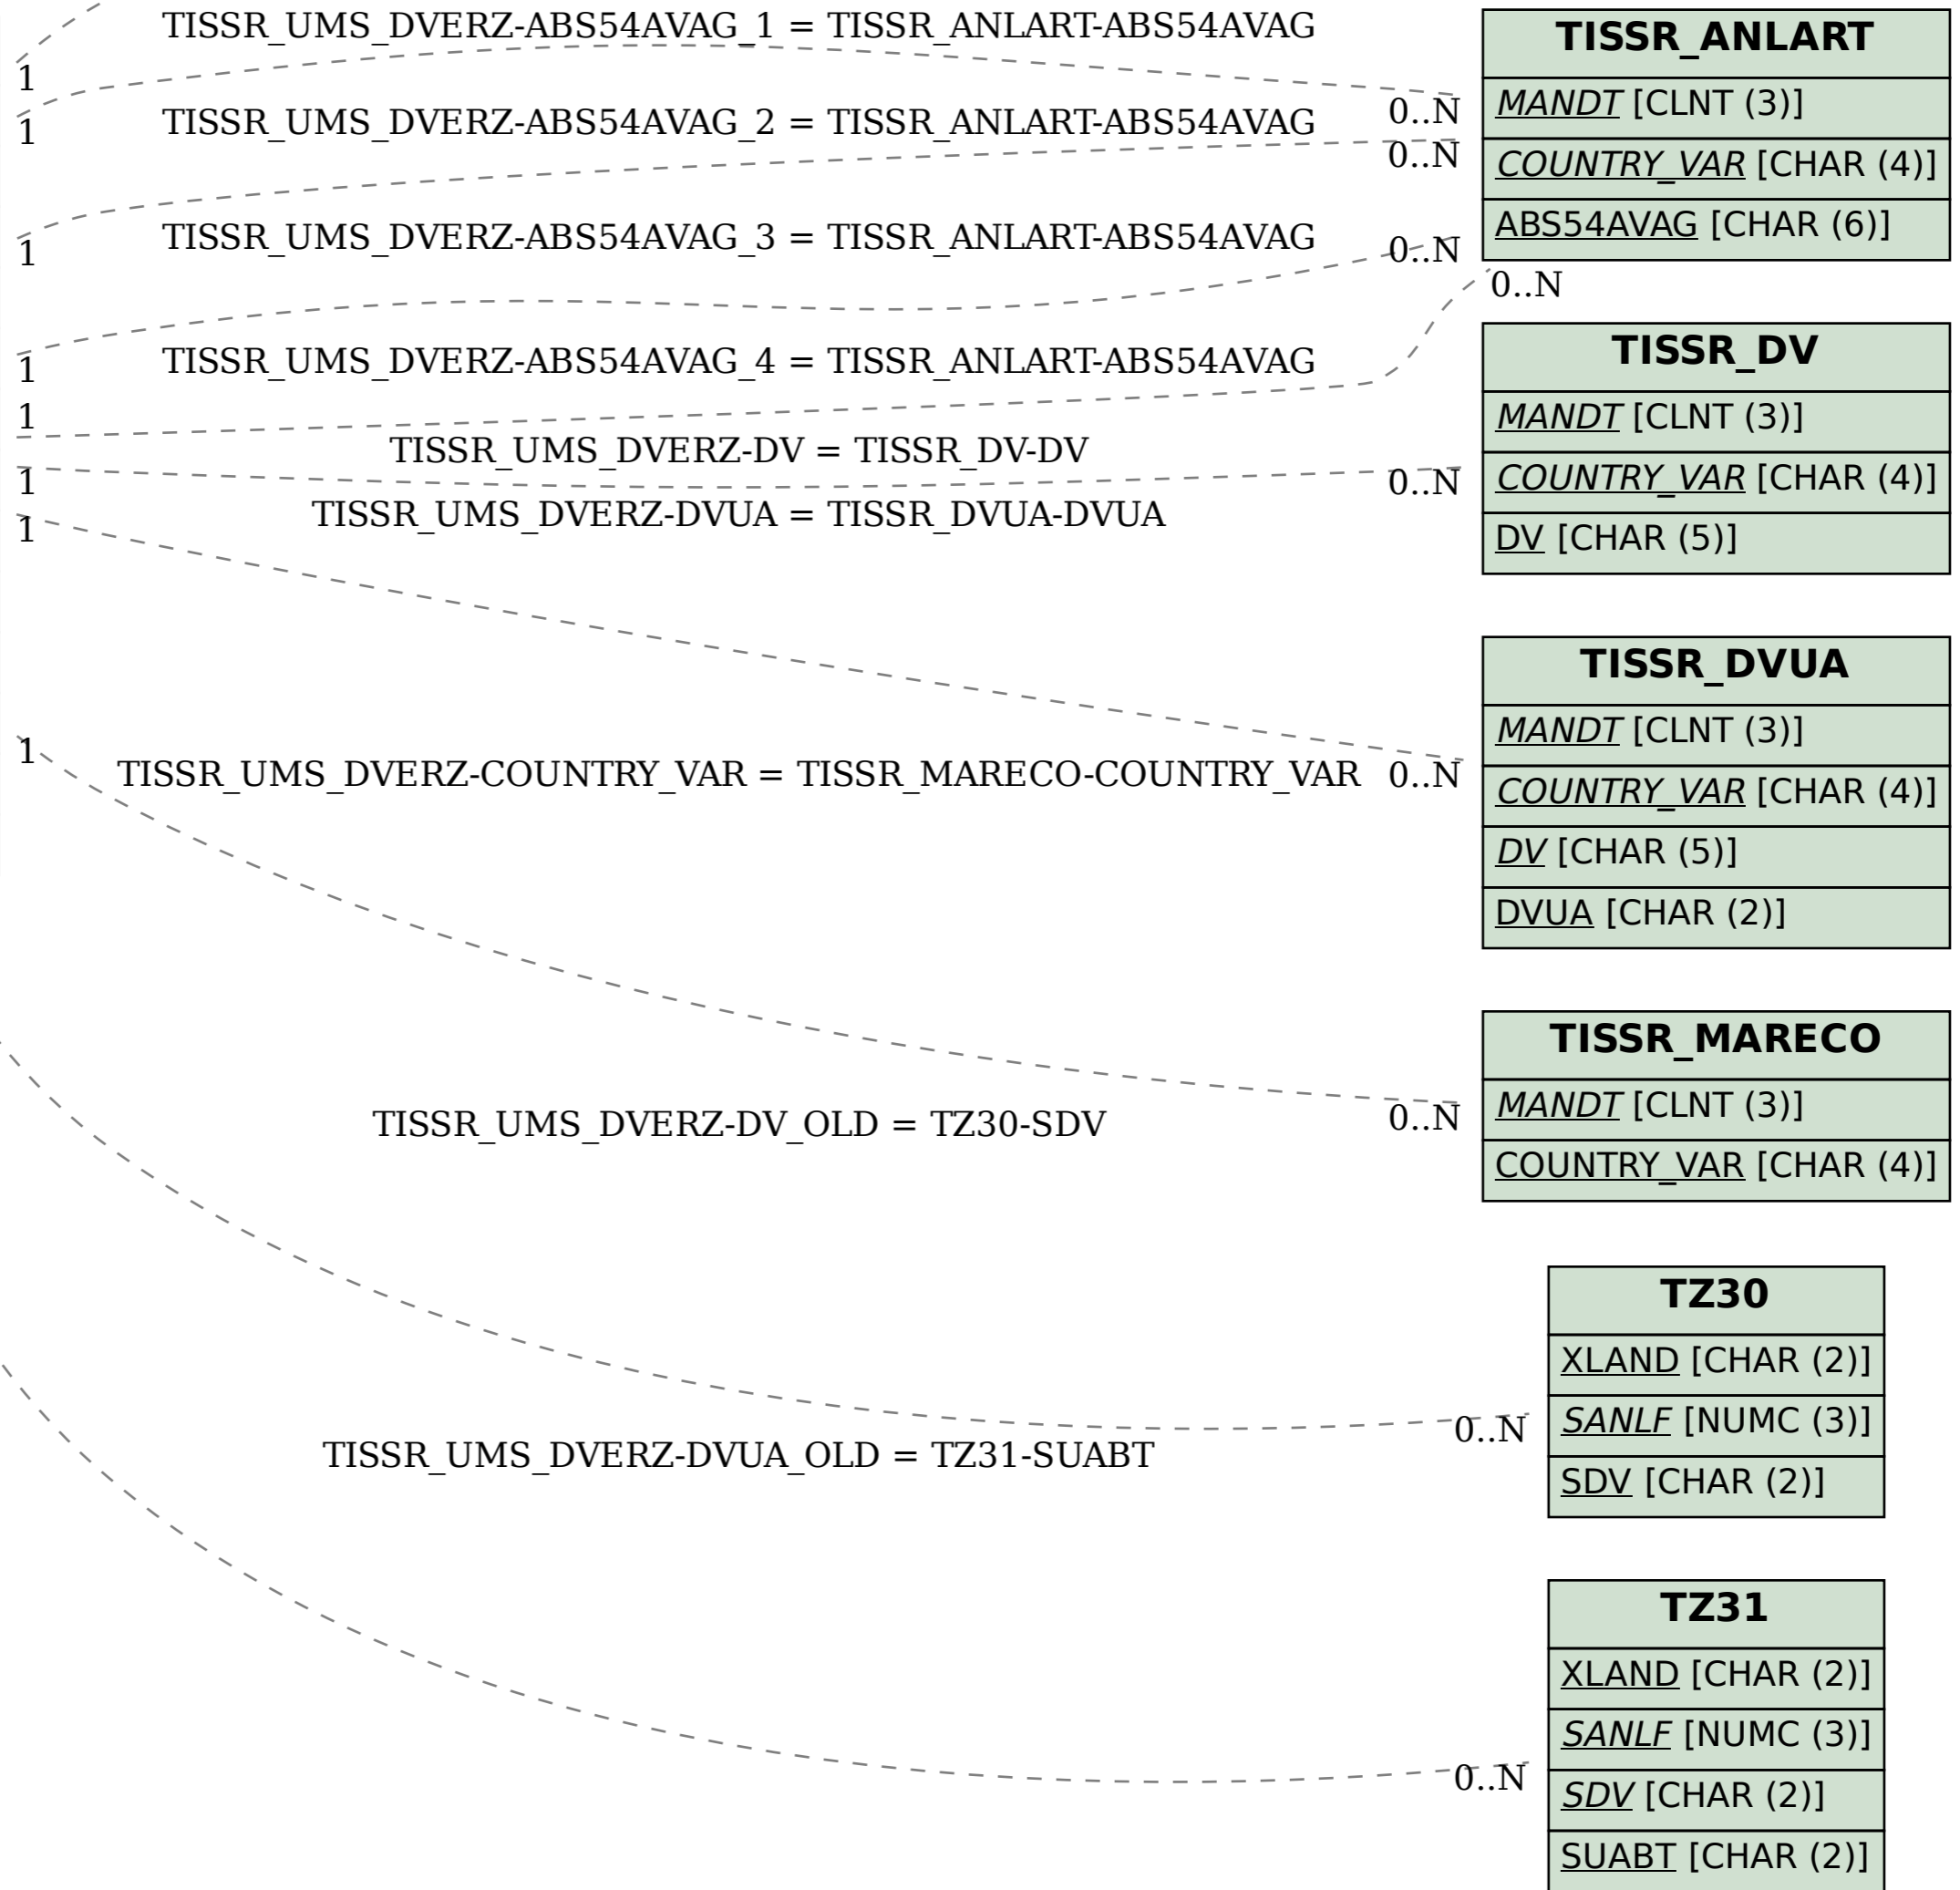 TISSR_UMS_DVERZ-ABS54AVAG_1 = TISSR_ANLART-ABS54AVAG
1
1
TISSR_UMS_DVERZ-ABS54AVAG_2 = TISSR_ANLART-ABS54AVAG
0..N
0..N
TISSR_UMS_DVERZ-ABS54AVAG_3 = TISSR_ANLART-ABS54AVAG
1
0..N
0..N
TISSR_UMS_DVERZ-ABS54AVAG_4 = TISSR_ANLART-ABS54AVAG
1
1
TISSR_UMS_DVERZ-DV = TISSR_DV-DV
1
0..N
TISSR_UMS_DVERZ-DVUA = TISSR_DVUA-DVUA
1
1
TISSR_UMS_DVERZ-COUNTRY_VAR = TISSR_MARECO-COUNTRY_VAR
0..N
TISSR_UMS_DVERZ-DV_OLD = TZ30-SDV
0..N
TISSR_UMS_DVERZ-DVUA_OLD = TZ31-SUABT
0..N
0..N
TISSR_ANLART
MANDT [CLNT (3)]
COUNTRY_VAR [CHAR (4)]
ABS54AVAG [CHAR (6)]
TISSR_DV
MANDT [CLNT (3)]
COUNTRY_VAR [CHAR (4)]
DV [CHAR (5)]
TISSR_DVUA
MANDT [CLNT (3)]
COUNTRY_VAR [CHAR (4)]
DV [CHAR (5)]
DVUA [CHAR (2)]
TISSR_MARECO
MANDT [CLNT (3)]
COUNTRY_VAR [CHAR (4)]
TZ30
XLAND [CHAR (2)]
SANLF [NUMC (3)]
SDV [CHAR (2)]
TZ31
XLAND [CHAR (2)]
SANLF [NUMC (3)]
SDV [CHAR (2)]
SUABT [CHAR (2)]